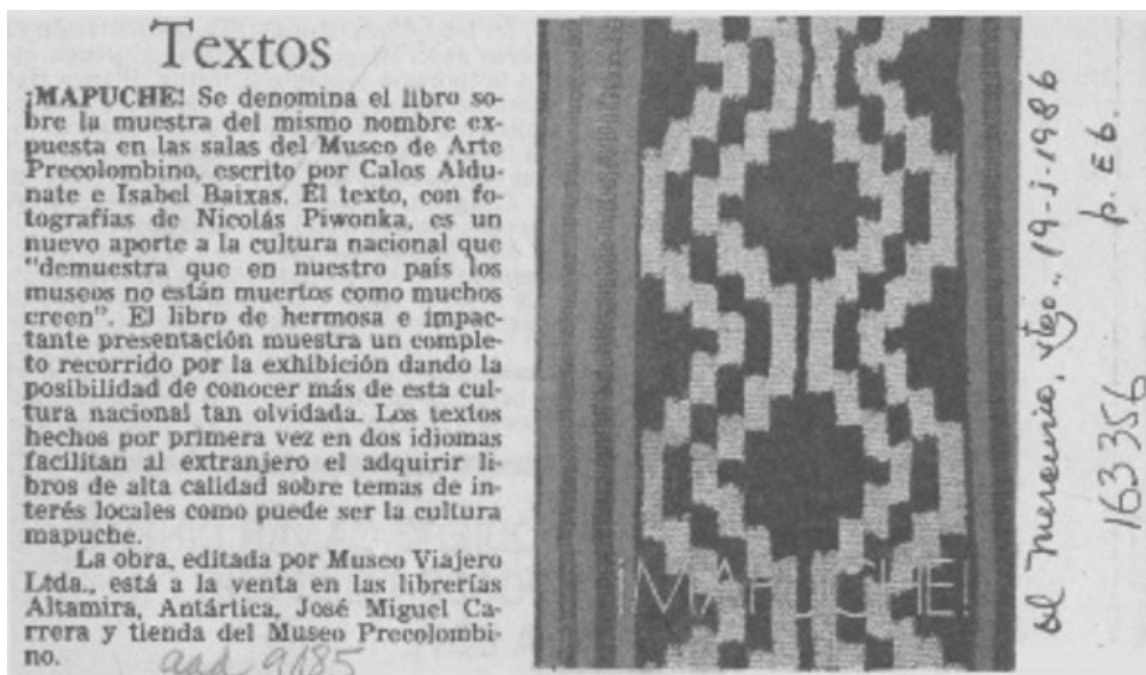 Textos
¡MAPUCHE! Se denomina el libro so-
bre la muestra del mismo nombre ex-
puesta en las salas del Museo de Arte
Precolombino, escrito por Calos Aldu-
nate e Isabel Baixas. El texto, con fo-
tografías de Nicolás Piwonka, es un
nuevo aporte a la cultura nacional que
"demuestra que en nuestro país los
museos no están muertos como muchos
creen". El libro de hermosa e impac-
tante presentación muestra un comple-
to recorrido por la exhibición dando la
posibilidad de conocer más de esta cul-
tura nacional tan olvidada. Los textos
hechos por primera vez en dos idiomas
facilitan al extranjero el adquirir li-
bros de alta calidad sobre temas de in-
terés locales como puede ser la cultura
mapuche.
La obra, editada por Museo Viajero
Ltda., está a la venta en las librerías
Altamira, Antártica, José Miguel Ca-
rrera y tienda del Museo Precolombi-
no.
aad 9185
¡MAPUCHE!
El Mercurio, Stgo., 19-I-1986
p. E6.
163356